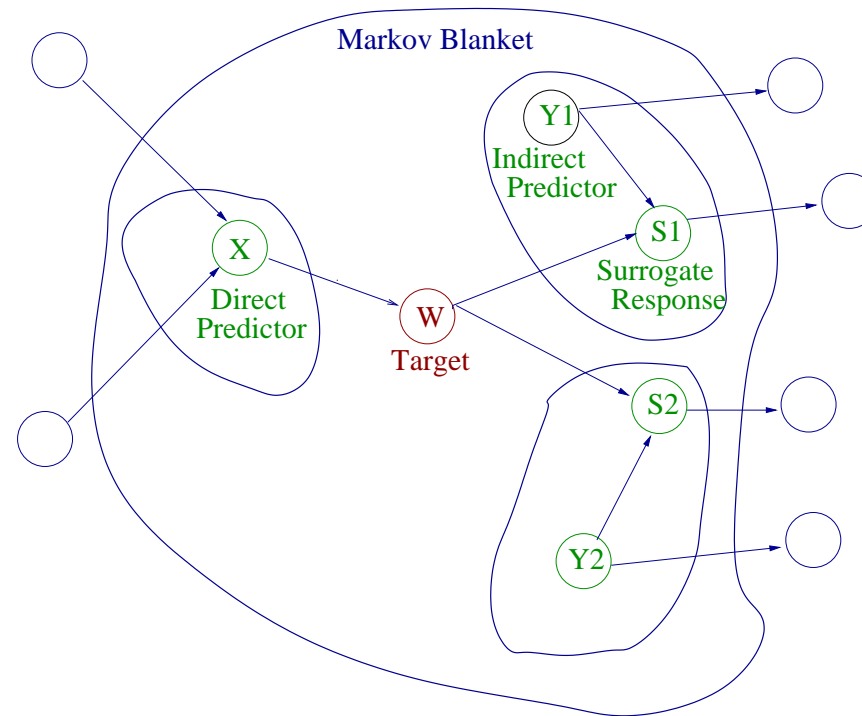 Markov Blanket
Y1
Indirect
Predictor
S1
Surrogate
Response
X
Direct
Predictor
W
Target
S2
Y2